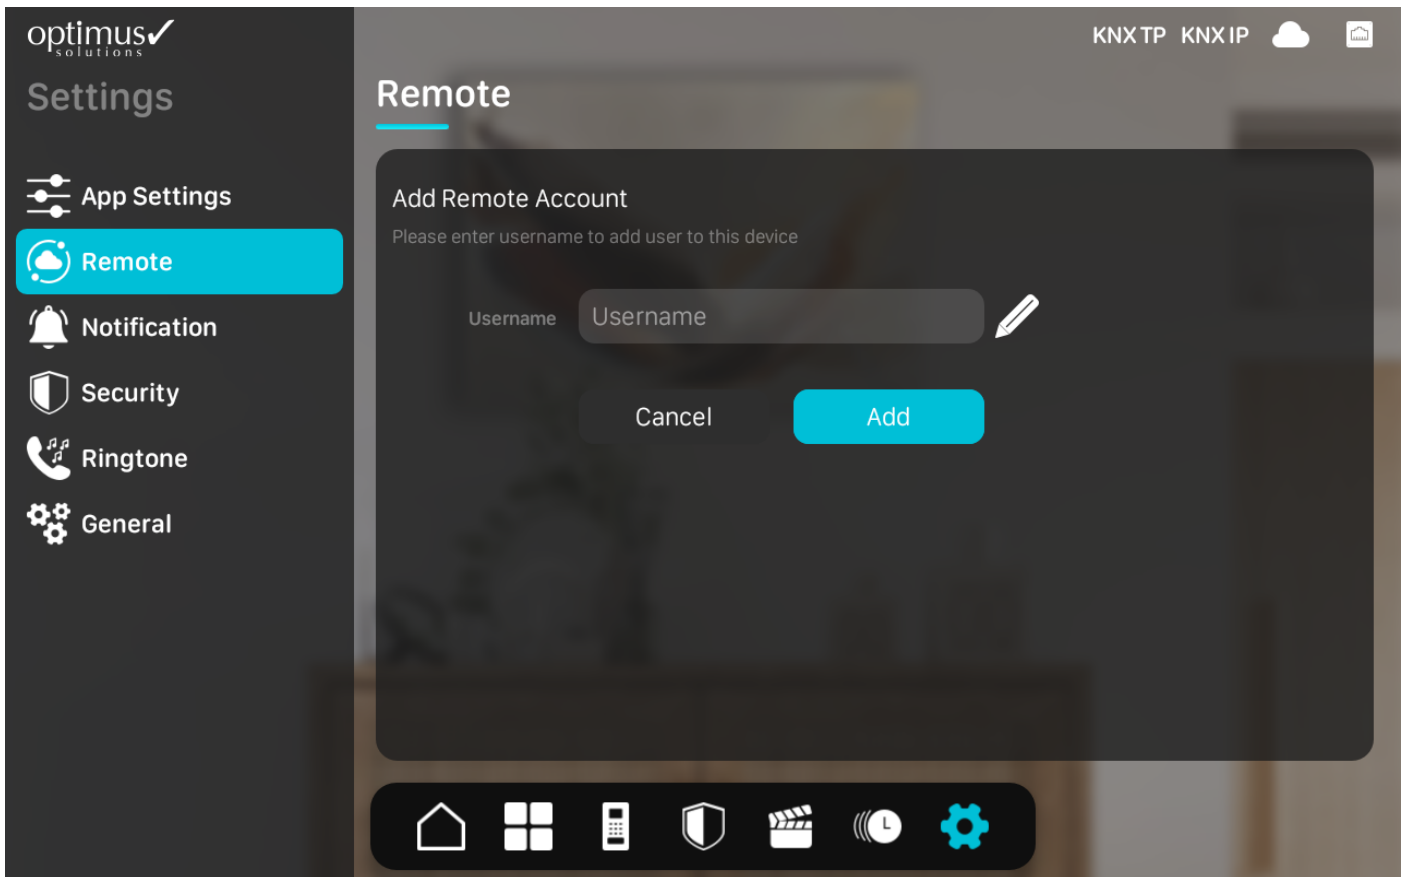 optimus
solutions
KNX TP KNX IP
Settings
Remote
App Settings
Remote
Notification
Security
Ringtone
General
Add Remote Account
Please enter username to add user to this device
Username Username
Cancel Add